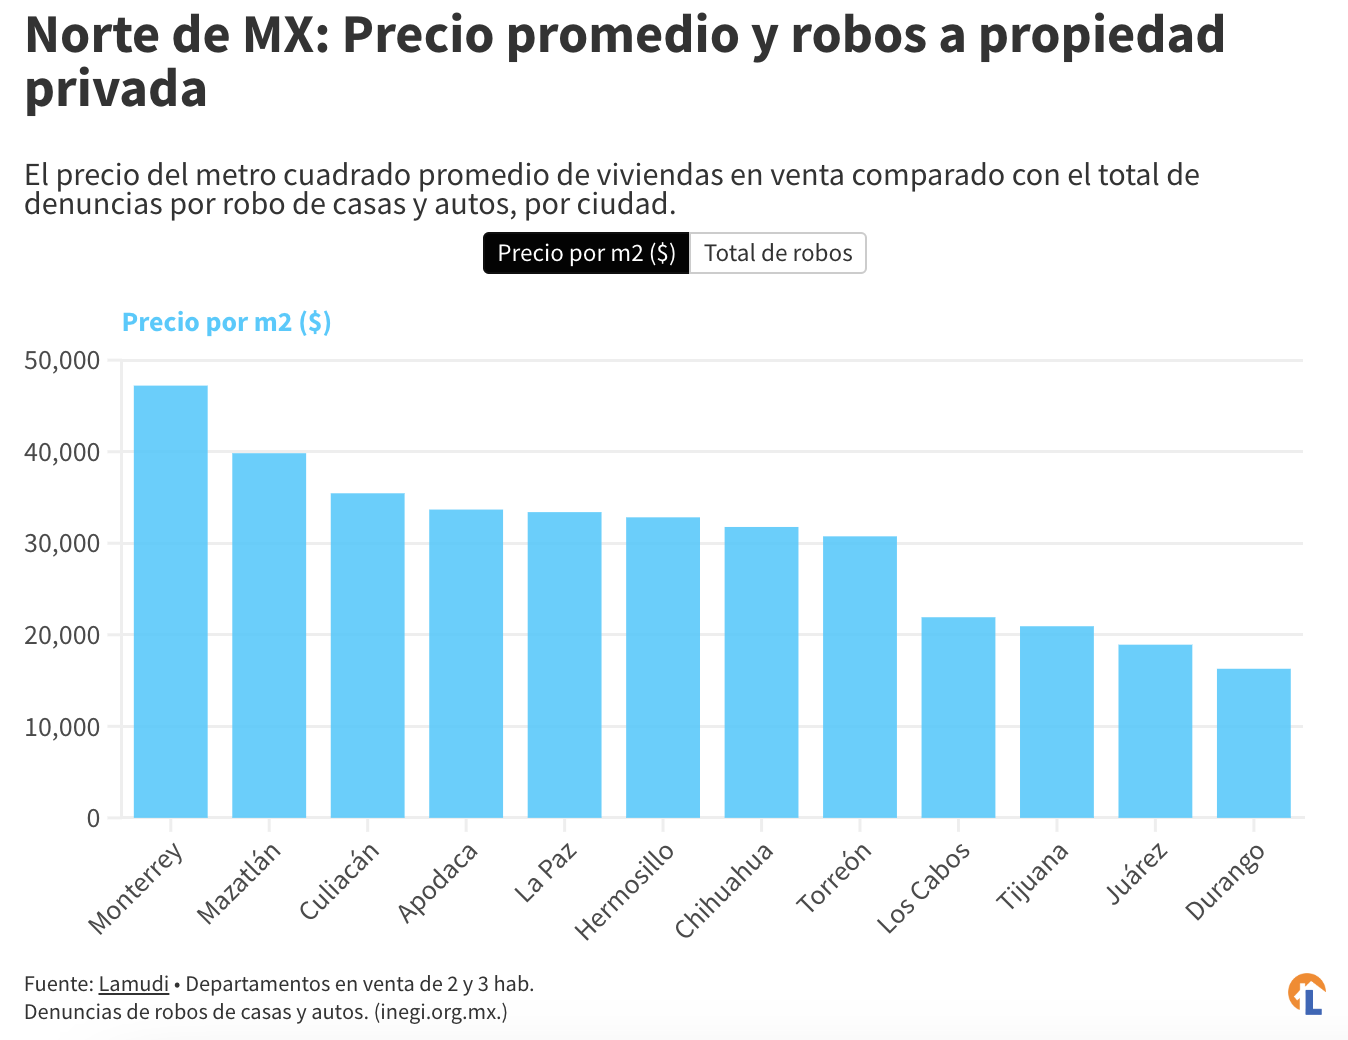 Norte de MX: Precio promedio y robos a propiedad
privada
El precio del metro cuadrado promedio de viviendas en venta comparado con el total de
denuncias por robo de casas y autos, por ciudad.
Precio por m2 ($) Total de robos
Precio por m2 ($)
50,000
40,000
30,000
20,000
10,000
0
Monterrey Mazatlán Culiacán Apodaca La Paz Hermosillo Chihuahua Torreón Los Cabos Tijuana Juárez Durango
Fuente: Lamudi • Departamentos en venta de 2 y 3 hab.
Denuncias de robos de casas y autos. (inegi.org.mx.)
L